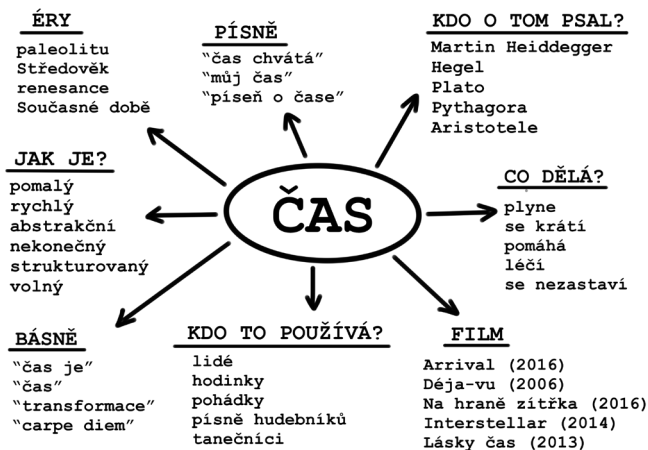 ÉRY
paleolitu
Středověk
renesance
Současné době
PÍSNĚ
“čas chvátá”
“můj čas”
“píseň o čase”
KDO O TOM PSAL?
Martin Heiddegger
Hegel
Plato
Pythagora
Aristotele
JAK JE?
pomalý
rychlý
abstrakční
nekonečný
strukturovaný
volný
ČAS
CO DĚLÁ?
plyne
se krátí
pomáhá
léčí
se nezastaví
BÁSNĚ
“čas je”
“čas”
“transformace”
“carpe diem”
KDO TO POUŽÍVÁ?
lidé
hodinky
pohádky
písně hudebníků
tanečníci
FILM
Arrival (2016)
Déja-vu (2006)
Na hraně zítřka (2016)
Interstellar (2014)
Lásky čas (2013)